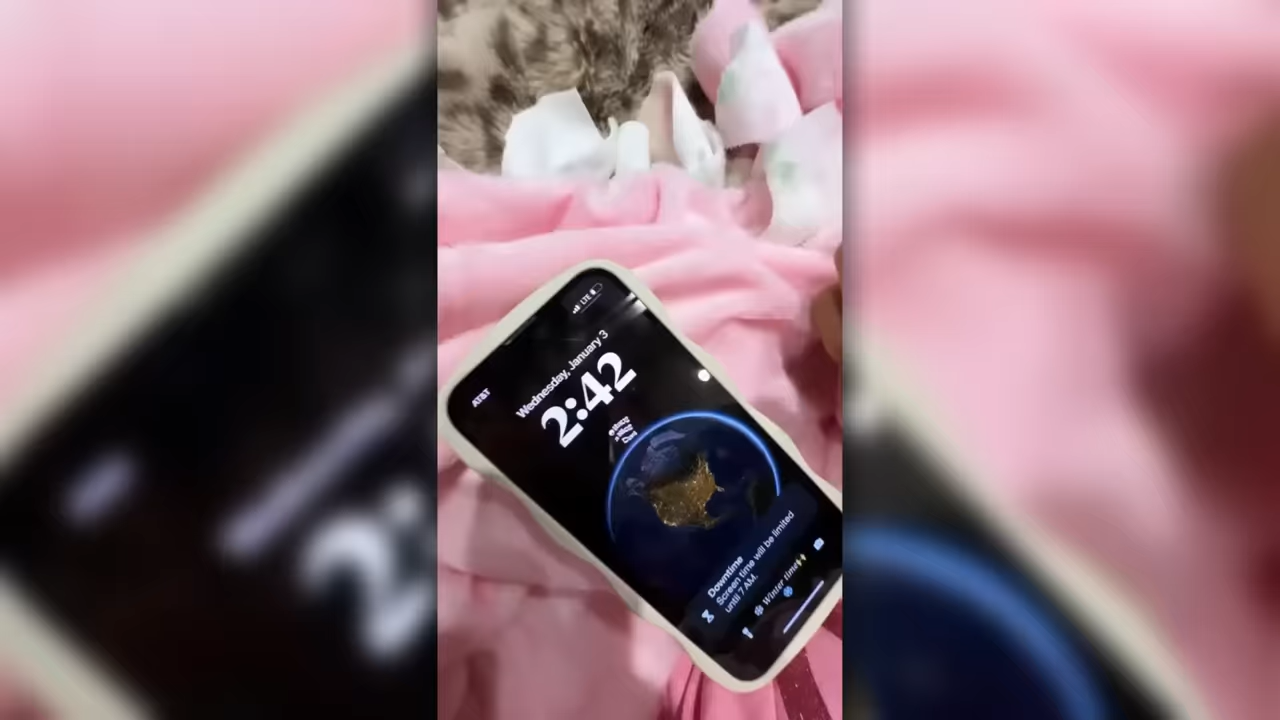 LTE
AT&T
Wednesday, January 3
2:42
Downtime
Screen time will be limited
until 7 AM.
Winter time